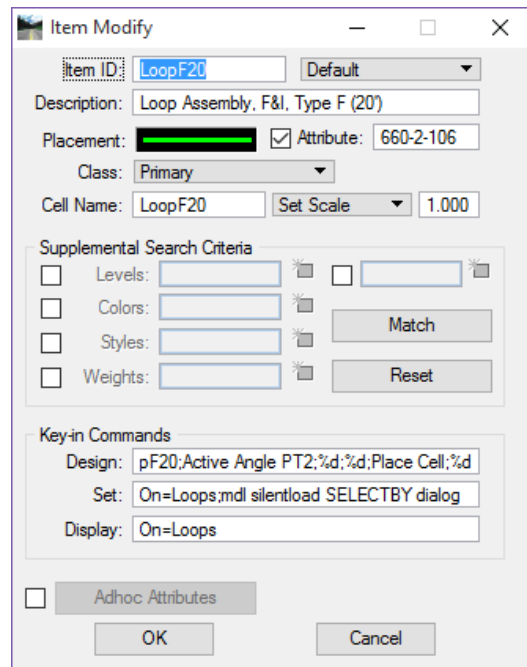 Item Modify
Item ID: LoopF20 Default
Description: Loop Assembly, F&I, Type F (20')
Placement: Attribute: 660-2-106
Class: Primary
Cell Name: LoopF20 Set Scale 1.000
Supplemental Search Criteria
Levels:
Colors:
Match
Styles:
Weights: Reset
Key-in Commands
Design: pF20;Active Angle PT2;%d;%d;Place Cell;%d
Set: On=Loops;mdl silentload SELECTBY dialog
Display: On=Loops
Adhoc Attributes
OK Cancel